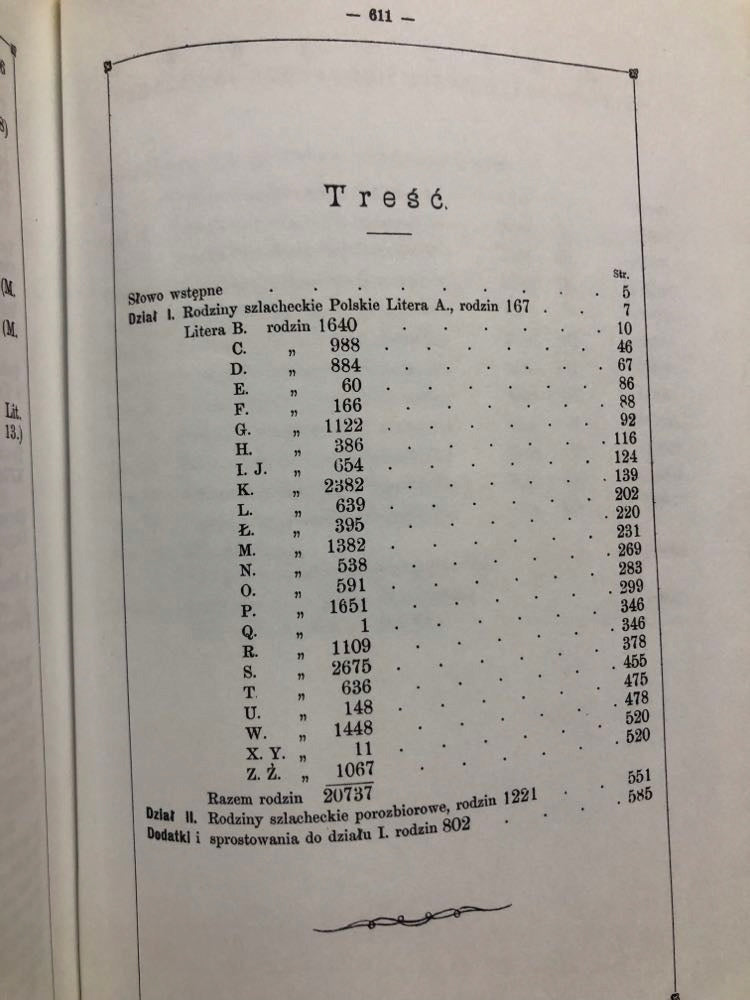 6
8)
(M.
(M.
Lit.
13.)
— 611 —
Treść.
Str.
Słowo wstępne . . . . . . . . . 5
Dział I. Rodziny szlacheckie Polskie Litera A., rodzin 167 . . 7
Litera B. rodzin 1640 . . . . . 10
C. „ 988 . . . . . . 46
D. „ 884 . . . . . . 67
E. „ 60 . . . . . . 86
F. „ 166 . . . . . . 88
G. „ 1122 . . . . . . 92
H. „ 386 . . . . . . 116
I. J. „ 654 . . . . . . 124
K. „ 2382 . . . . . . 139
L. „ 639 . . . . . . 202
Ł. „ 395 . . . . . . 220
M. „ 1382 . . . . . . 231
N. „ 538 . . . . . . 269
O. „ 591 . . . . . . 283
P. „ 1651 . . . . . . 299
Q. „ 1 . . . . . . 346
R. „ 1109 . . . . . . 346
S. „ 2675 . . . . . . 378
T. „ 636 . . . . . . 455
U. „ 148 . . . . . . 475
W. „ 1448 . . . . . . 478
X. Y. „ 11 . . . . . . 520
Z. Ż. „ 1067 . . . . . . 520
Razem rodzin 20737
Dział II. Rodziny szlacheckie porozbiorowe, rodzin 1221 . . 551
Dodatki i sprostowania do działu I. rodzin 802 . . . . 585